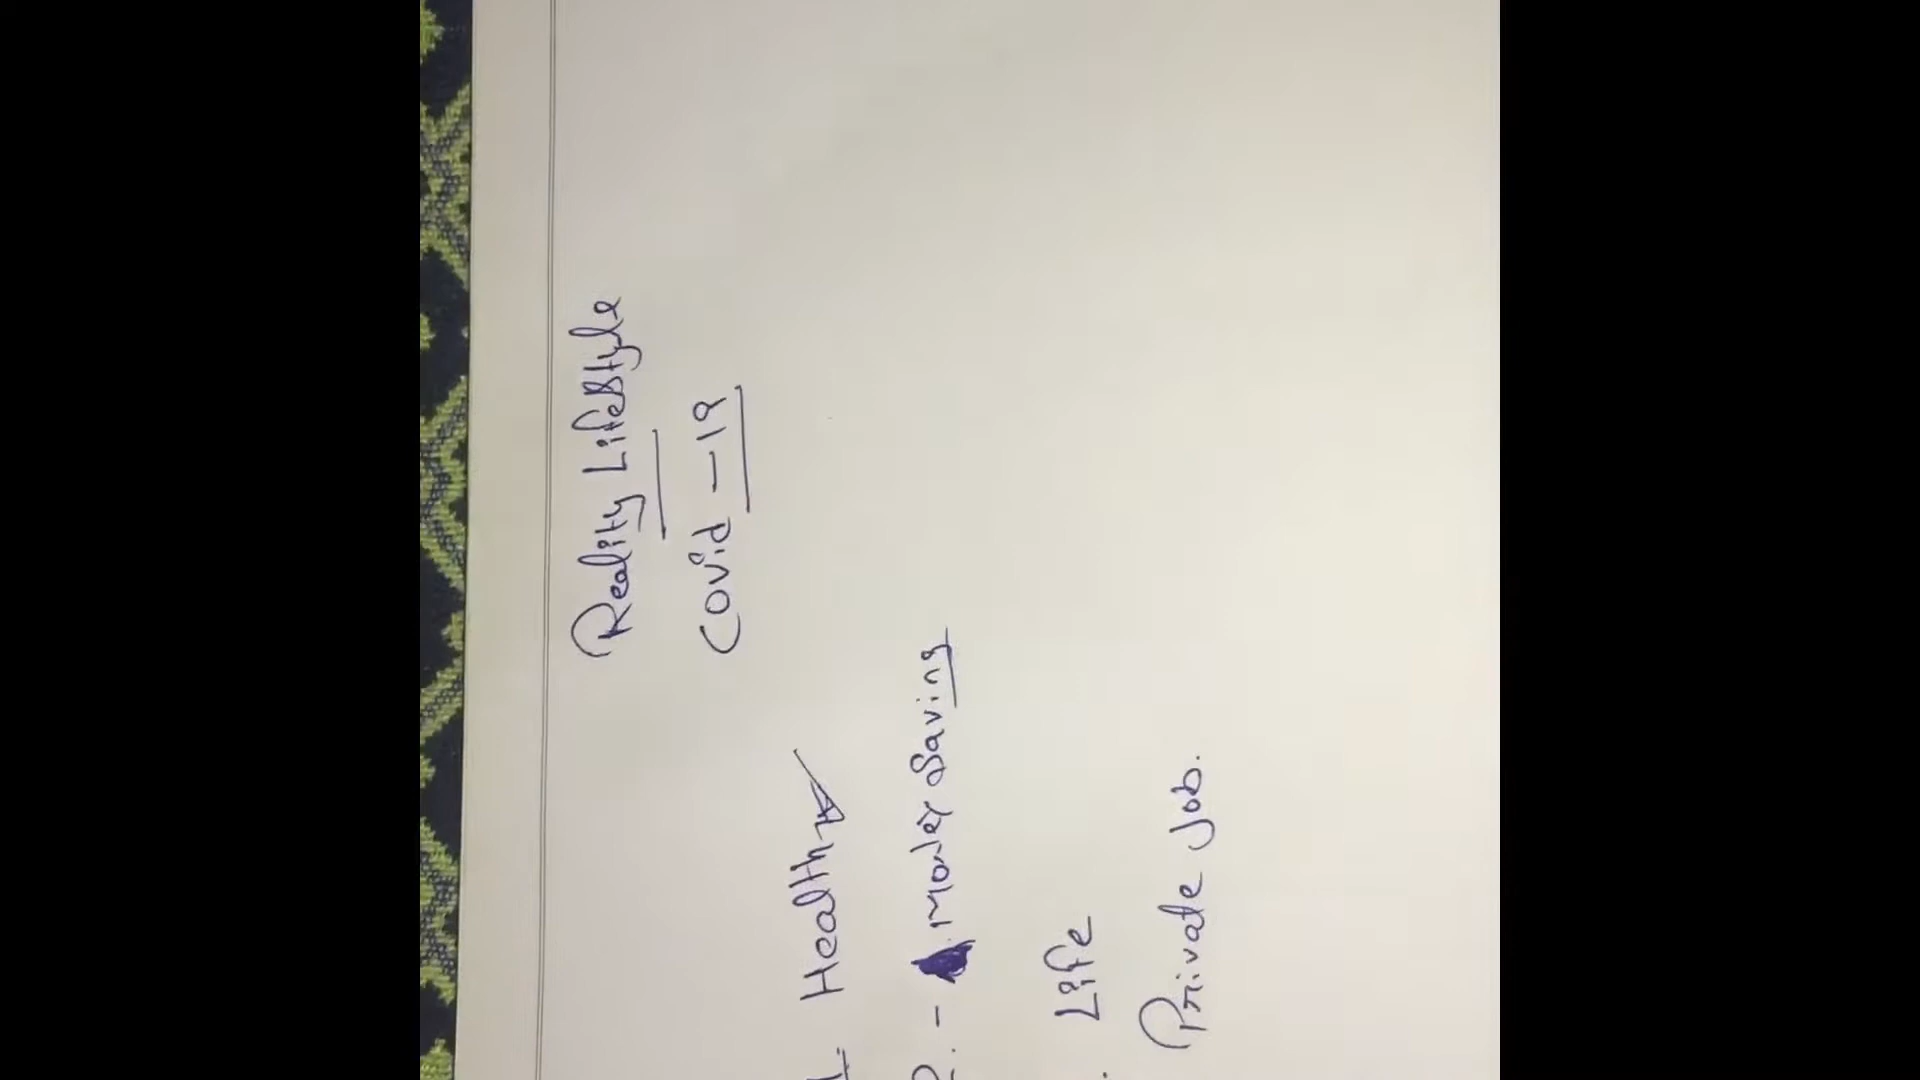 Reality LifeStyle
Covid - 19
1- Health
2. - Money Saving
. Life
Private Job.